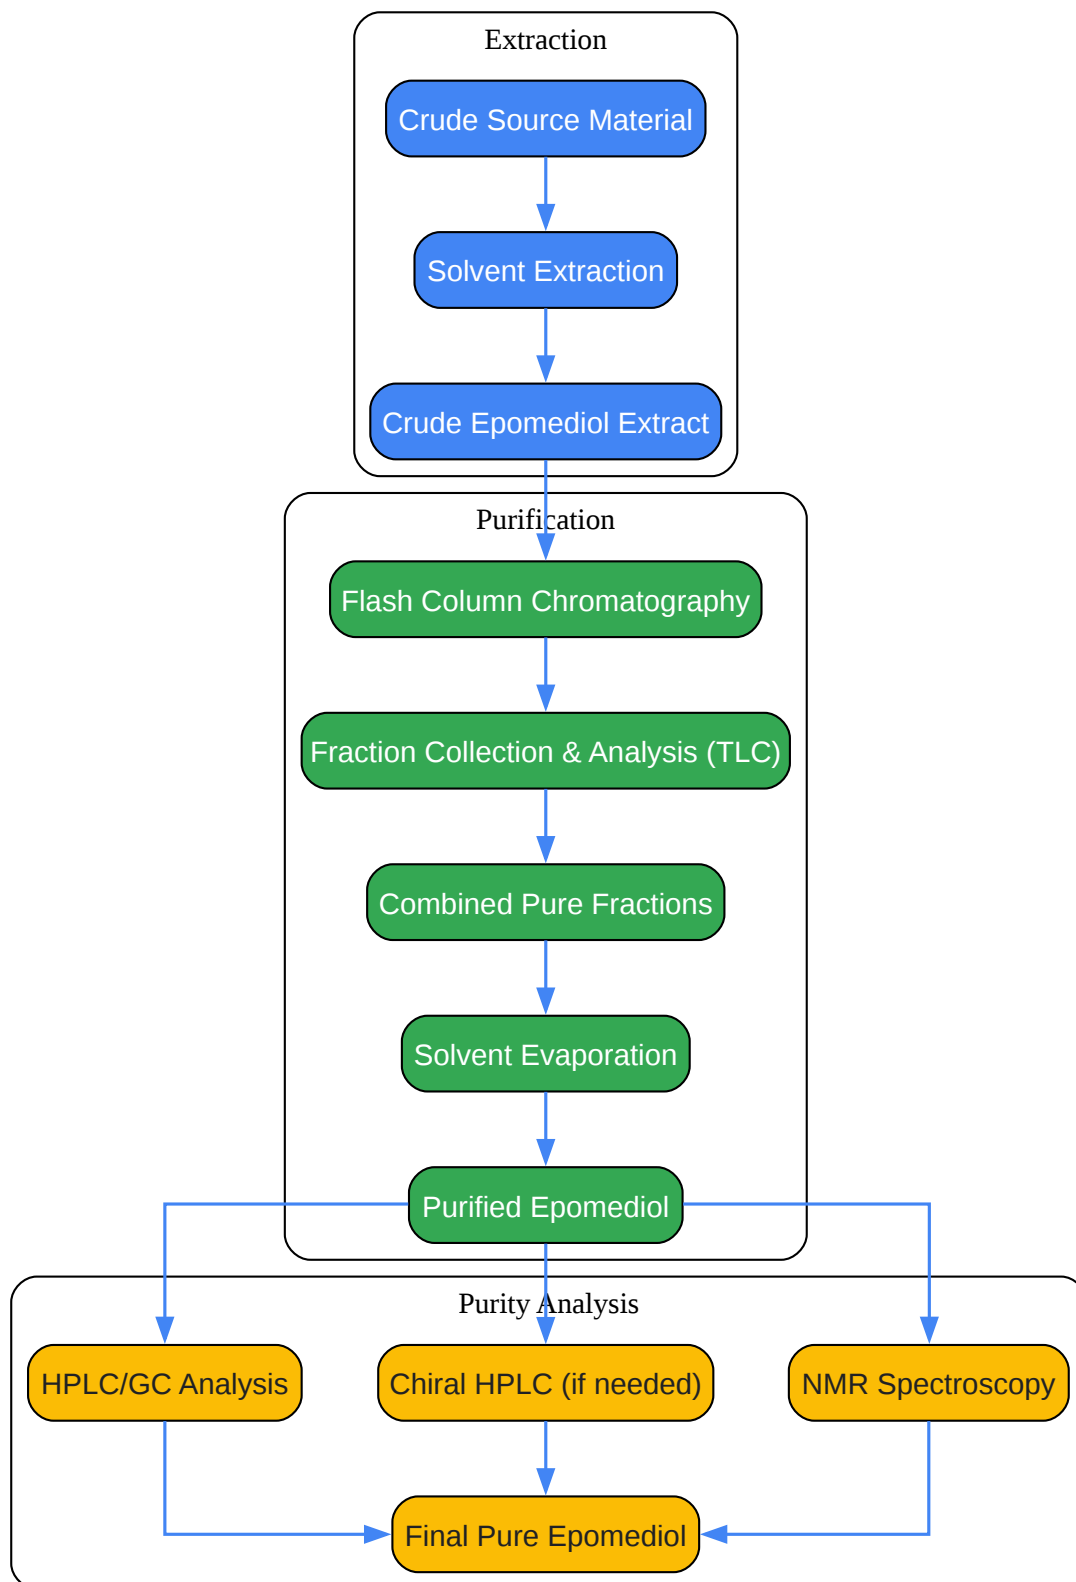 Extraction
Crude Source Material
Solvent Extraction
Crude Epomediol Extract
Purification
Flash Column Chromatography
Fraction Collection & Analysis (TLC)
Combined Pure Fractions
Solvent Evaporation
Purified Epomediol
Purity Analysis
HPLC/GC Analysis
Chiral HPLC (if needed)
NMR Spectroscopy
Final Pure Epomediol